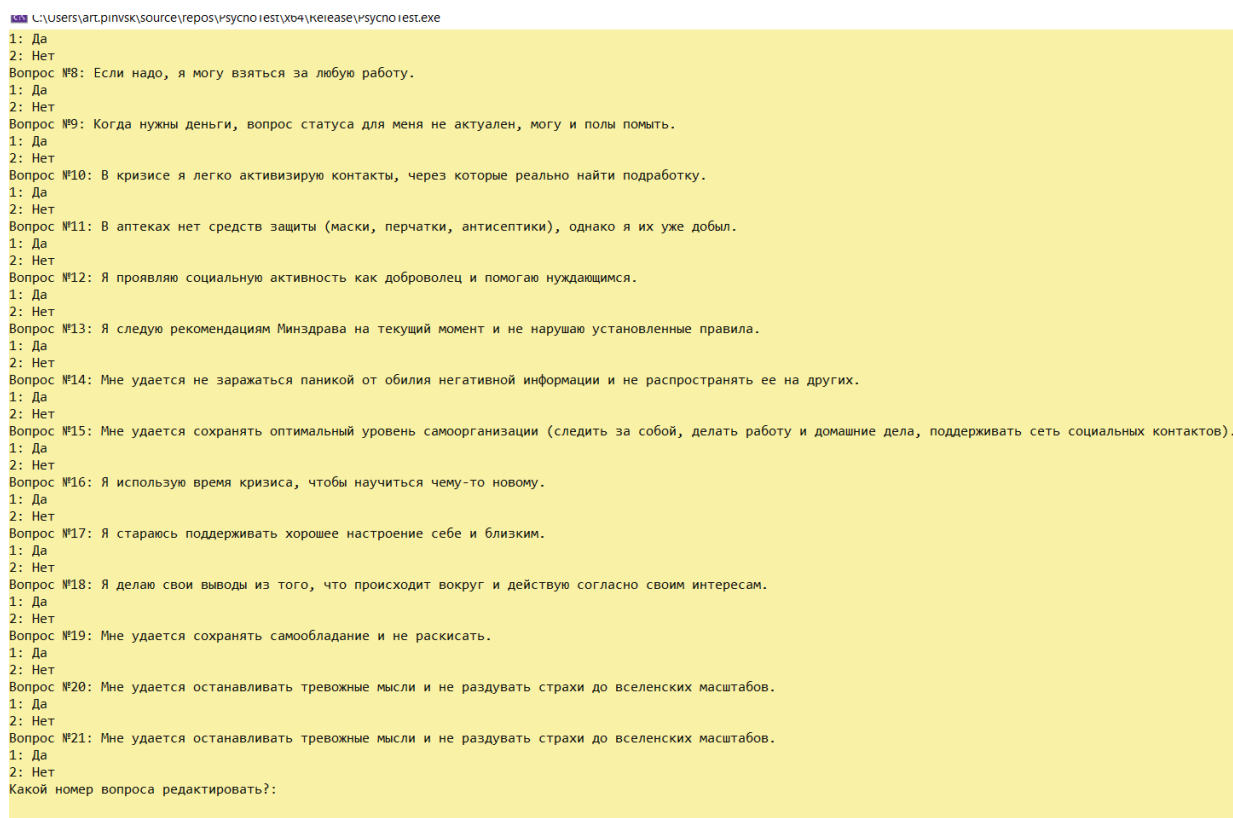 C:\Users\art.pinvsk\source\repos\PsychoTest\x64\Release\PsychoTest.exe
1: Да
2: Нет
Вопрос №8: Если надо, я могу взяться за любую работу.
1: Да
2: Нет
Вопрос №9: Когда нужны деньги, вопрос статуса для меня не актуален, могу и полы помыть.
1: Да
2: Нет
Вопрос №10: В кризисе я легко активизирую контакты, через которые реально найти подработку.
1: Да
2: Нет
Вопрос №11: В аптеках нет средств защиты (маски, перчатки, антисептики), однако я их уже добыл.
1: Да
2: Нет
Вопрос №12: Я проявляю социальную активность как доброволец и помогаю нуждающимся.
1: Да
2: Нет
Вопрос №13: Я следую рекомендациям Минздрава на текущий момент и не нарушаю установленные правила.
1: Да
2: Нет
Вопрос №14: Мне удается не заражаться паникой от обилия негативной информации и не распространять ее на других.
1: Да
2: Нет
Вопрос №15: Мне удается сохранять оптимальный уровень самоорганизации (следить за собой, делать работу и домашние дела, поддерживать сеть социальных контактов).
1: Да
2: Нет
Вопрос №16: Я использую время кризиса, чтобы научиться чему-то новому.
1: Да
2: Нет
Вопрос №17: Я стараюсь поддерживать хорошее настроение себе и близким.
1: Да
2: Нет
Вопрос №18: Я делаю свои выводы из того, что происходит вокруг и действую согласно своим интересам.
1: Да
2: Нет
Вопрос №19: Мне удается сохранять самообладание и не раскисать.
1: Да
2: Нет
Вопрос №20: Мне удается останавливать тревожные мысли и не раздувать страхи до вселенских масштабов.
1: Да
2: Нет
Вопрос №21: Мне удается останавливать тревожные мысли и не раздувать страхи до вселенских масштабов.
1: Да
2: Нет
Какой номер вопроса редактировать?: